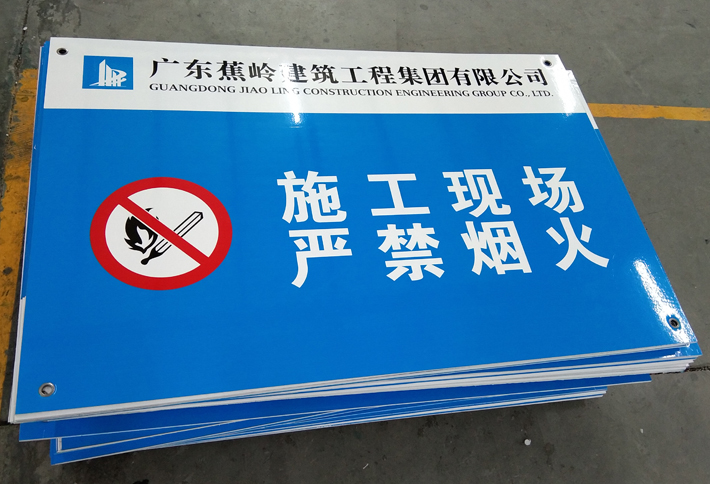 广东蕉岭建筑工程集团有限公司
GUANGDONG JIAO LING CONSTRUCTION ENGINEERING GROUP CO., LTD.
施工现场
严禁烟火